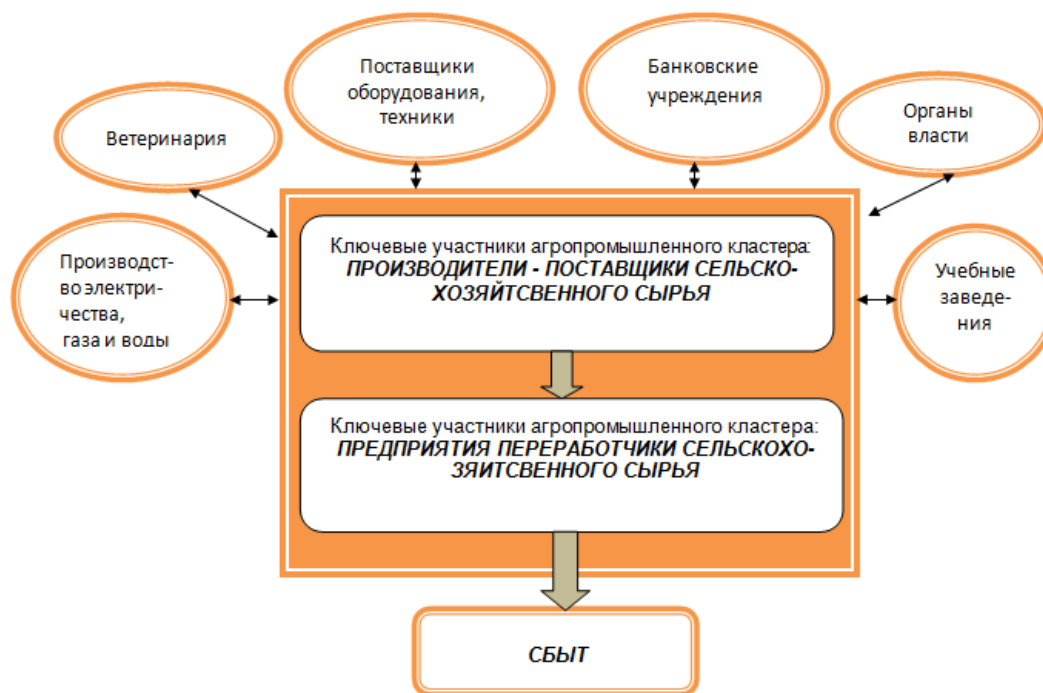 Поставщики
оборудования,
техники
Банковские
учреждения
Ветеринария
Органы
власти
Производст-
во электри-
чества,
газа и воды
Ключевые участники агропромышленного кластера:
ПРОИЗВОДИТЕЛИ - ПОСТАВЩИКИ СЕЛЬСКО-
ХОЗЯЙТСВЕННОГО СЫРЬЯ
Учебные
заведе-
ния
Ключевые участники агропромышленного кластера:
ПРЕДПРИЯТИЯ ПЕРЕРАБОТЧИКИ СЕЛЬСКОХО-
ЗЯИТСВЕННОГО СЫРЬЯ
СБЫТ